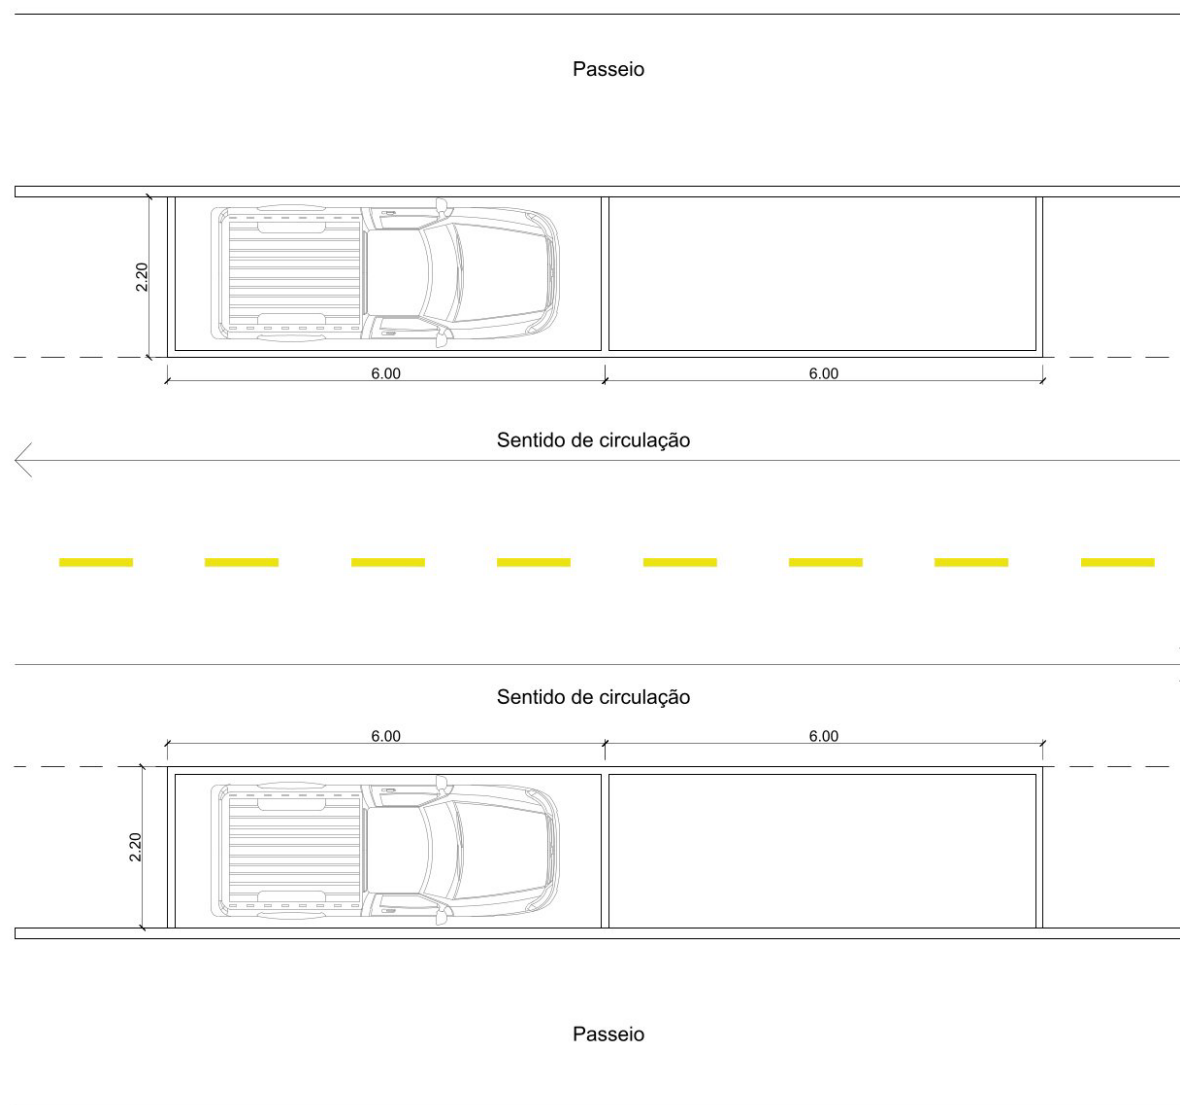 Passeio
2.20
6.00 6.00
Sentido de circulação
Sentido de circulação
6.00 6.00
2.20
Passeio